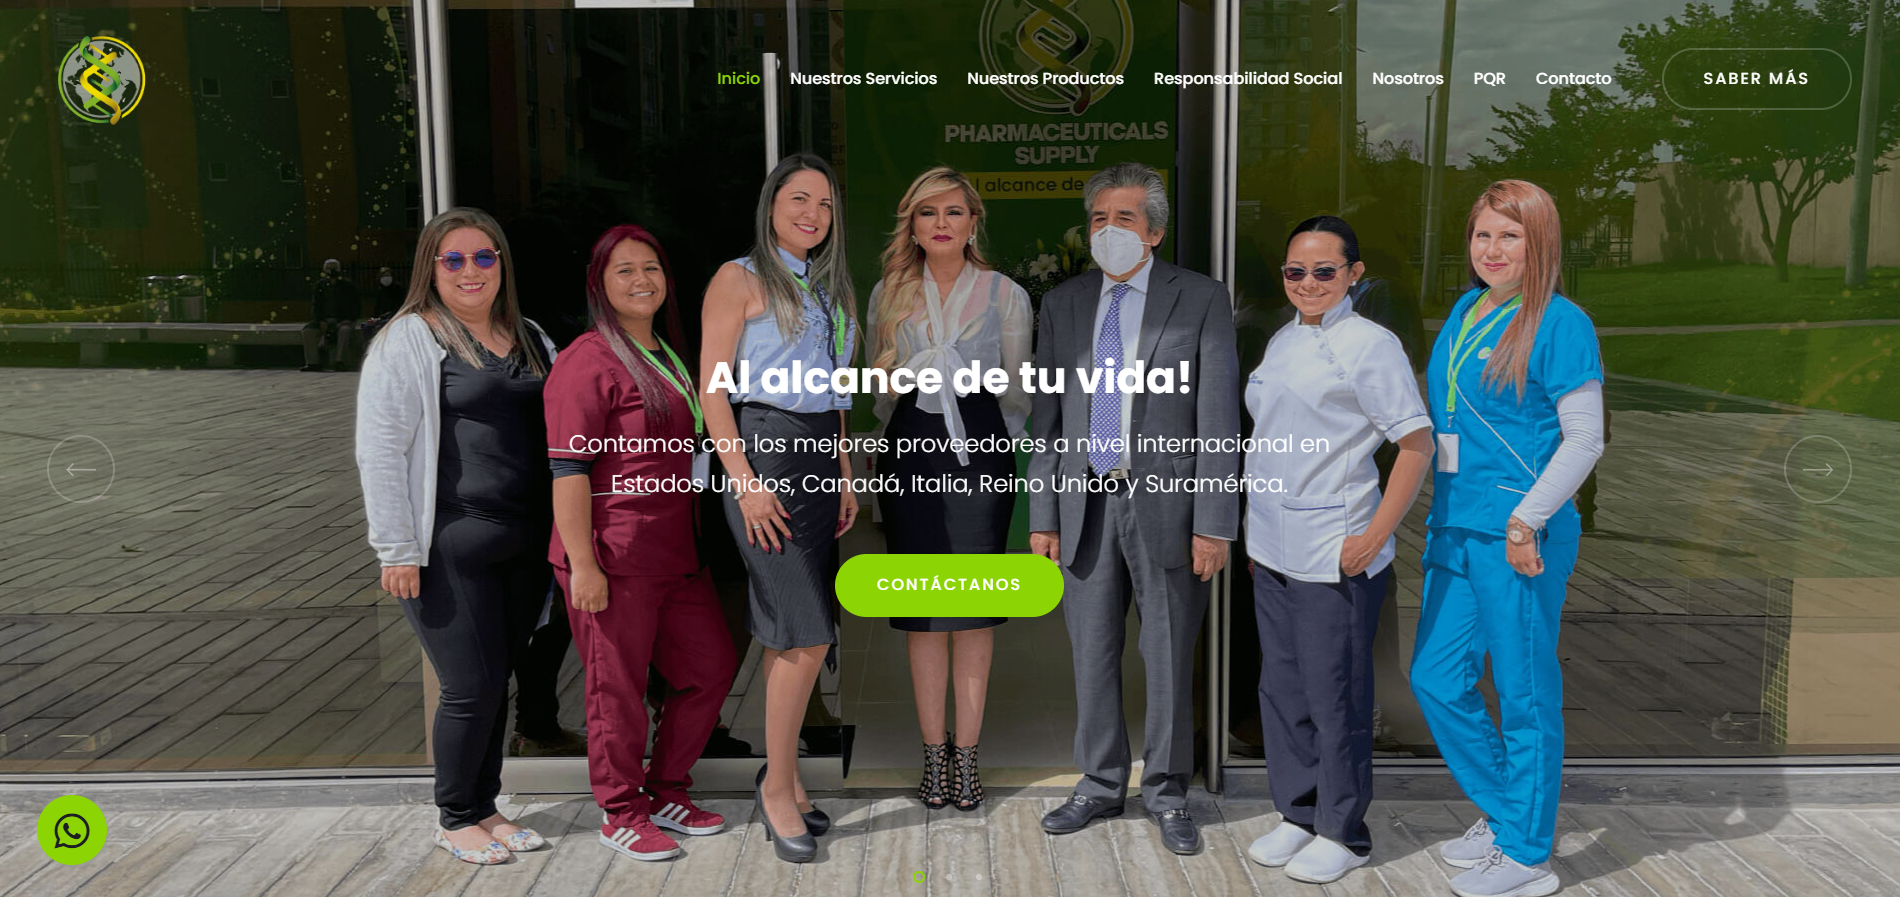 Inicio Nuestros Servicios Nuestros Productos Responsabilidad Social Nosotros PQR Contacto SABER MÁS
PHARMACEUTICALS
SUPPLY
l alcance de
Al alcance de tu vida!
Contamos con los mejores proveedores a nivel internacional en
Estados Unidos, Canadá, Italia, Reino Unido y Suramérica.
CONTÁCTANOS